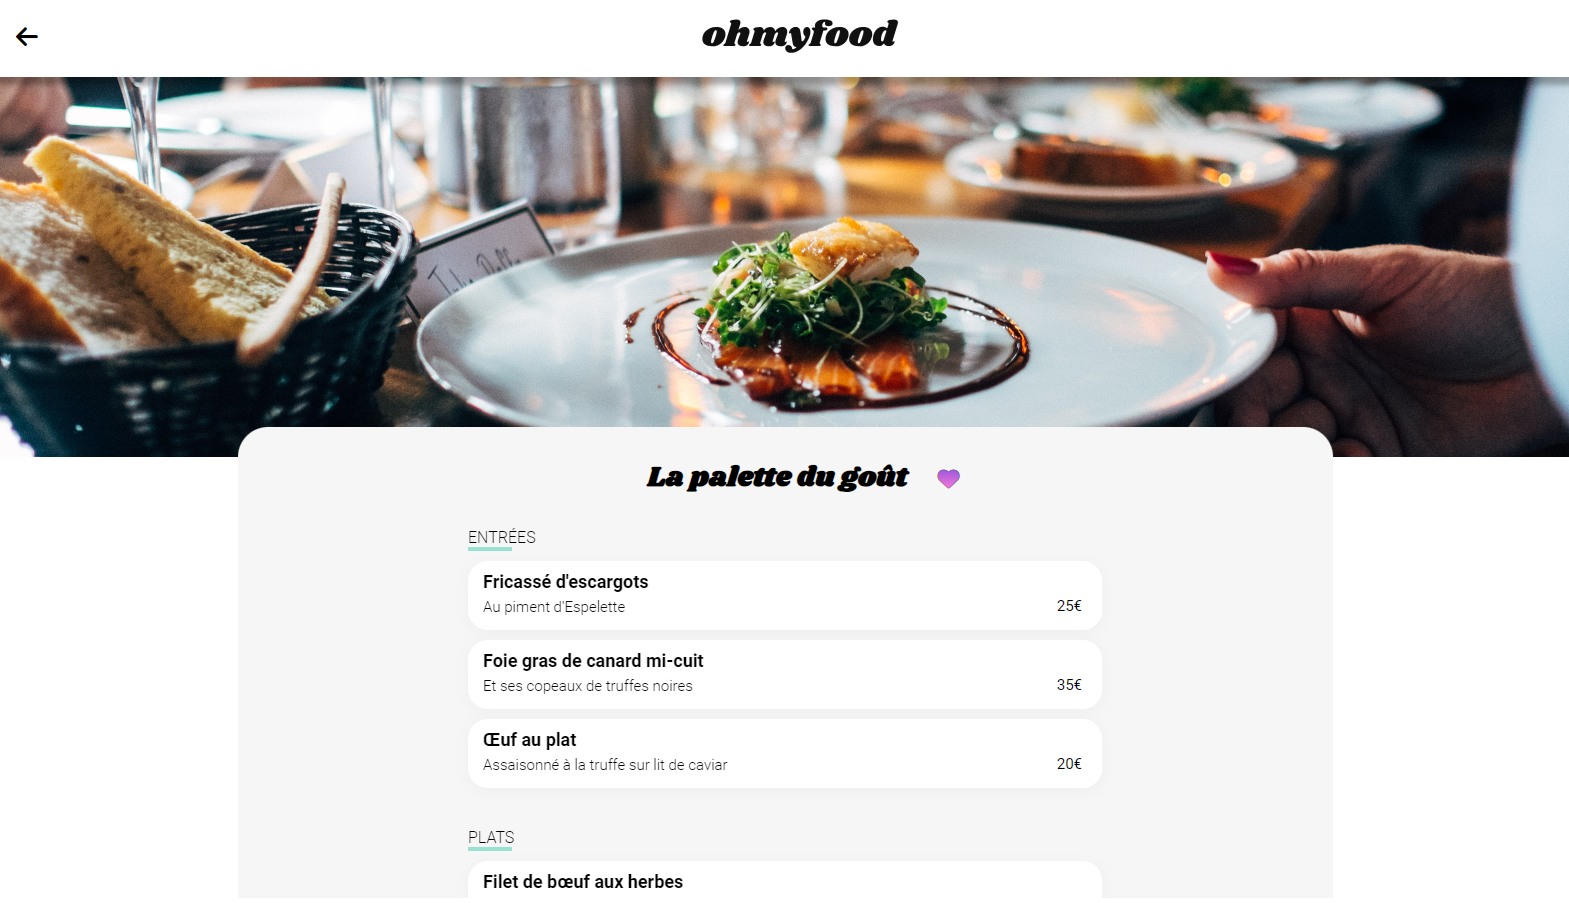 ohmyfood
La palette du goût
ENTRÉES
Fricassé d'escargots
Au piment d'Espelette
25€
Foie gras de canard mi-cuit
Et ses copeaux de truffes noires
35€
Œuf au plat
Assaisonné à la truffe sur lit de caviar
20€
PLATS
Filet de bœuf aux herbes